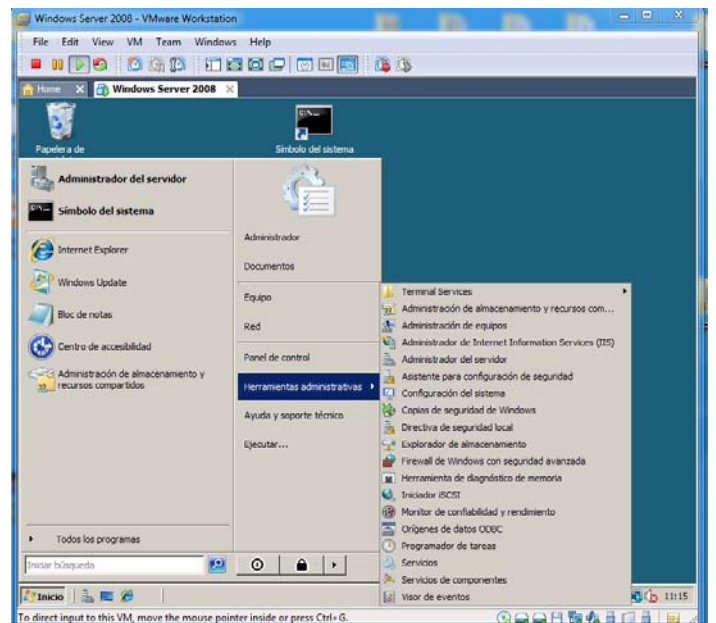 Windows Server 2008 - VMware Workstation
File Edit View VM Team Windows Help
Home
Windows Server 2008
Papelera de
Símbolo del sistema
Administrador del servidor
Símbolo del sistema
Internet Explorer
Windows Update
Bloc de notas
Centro de accesibilidad
Administración de almacenamiento y
recursos compartidos
Todos los programas
Iniciar búsqueda
Administrador
Documentos
Equipo
Red
Panel de control
Herramientas administrativas
Ayuda y soporte técnico
Ejecutar...
Terminal Services
Administración de almacenamiento y recursos com...
Administración de equipos
Administrador de Internet Information Services (IIS)
Administrador del servidor
Asistente para configuración de seguridad
Configuración del sistema
Copias de seguridad de Windows
Directiva de seguridad local
Explorador de almacenamiento
Firewall de Windows con seguridad avanzada
Herramienta de diagnóstico de memoria
Iniciador iSCSI
Monitor de confiabilidad y rendimiento
Orígenes de datos ODBC
Programador de tareas
Servicios
Servicios de componentes
Visor de eventos
Inicio
11:15
To direct input to this VM, move the mouse pointer inside or press Ctrl+G.